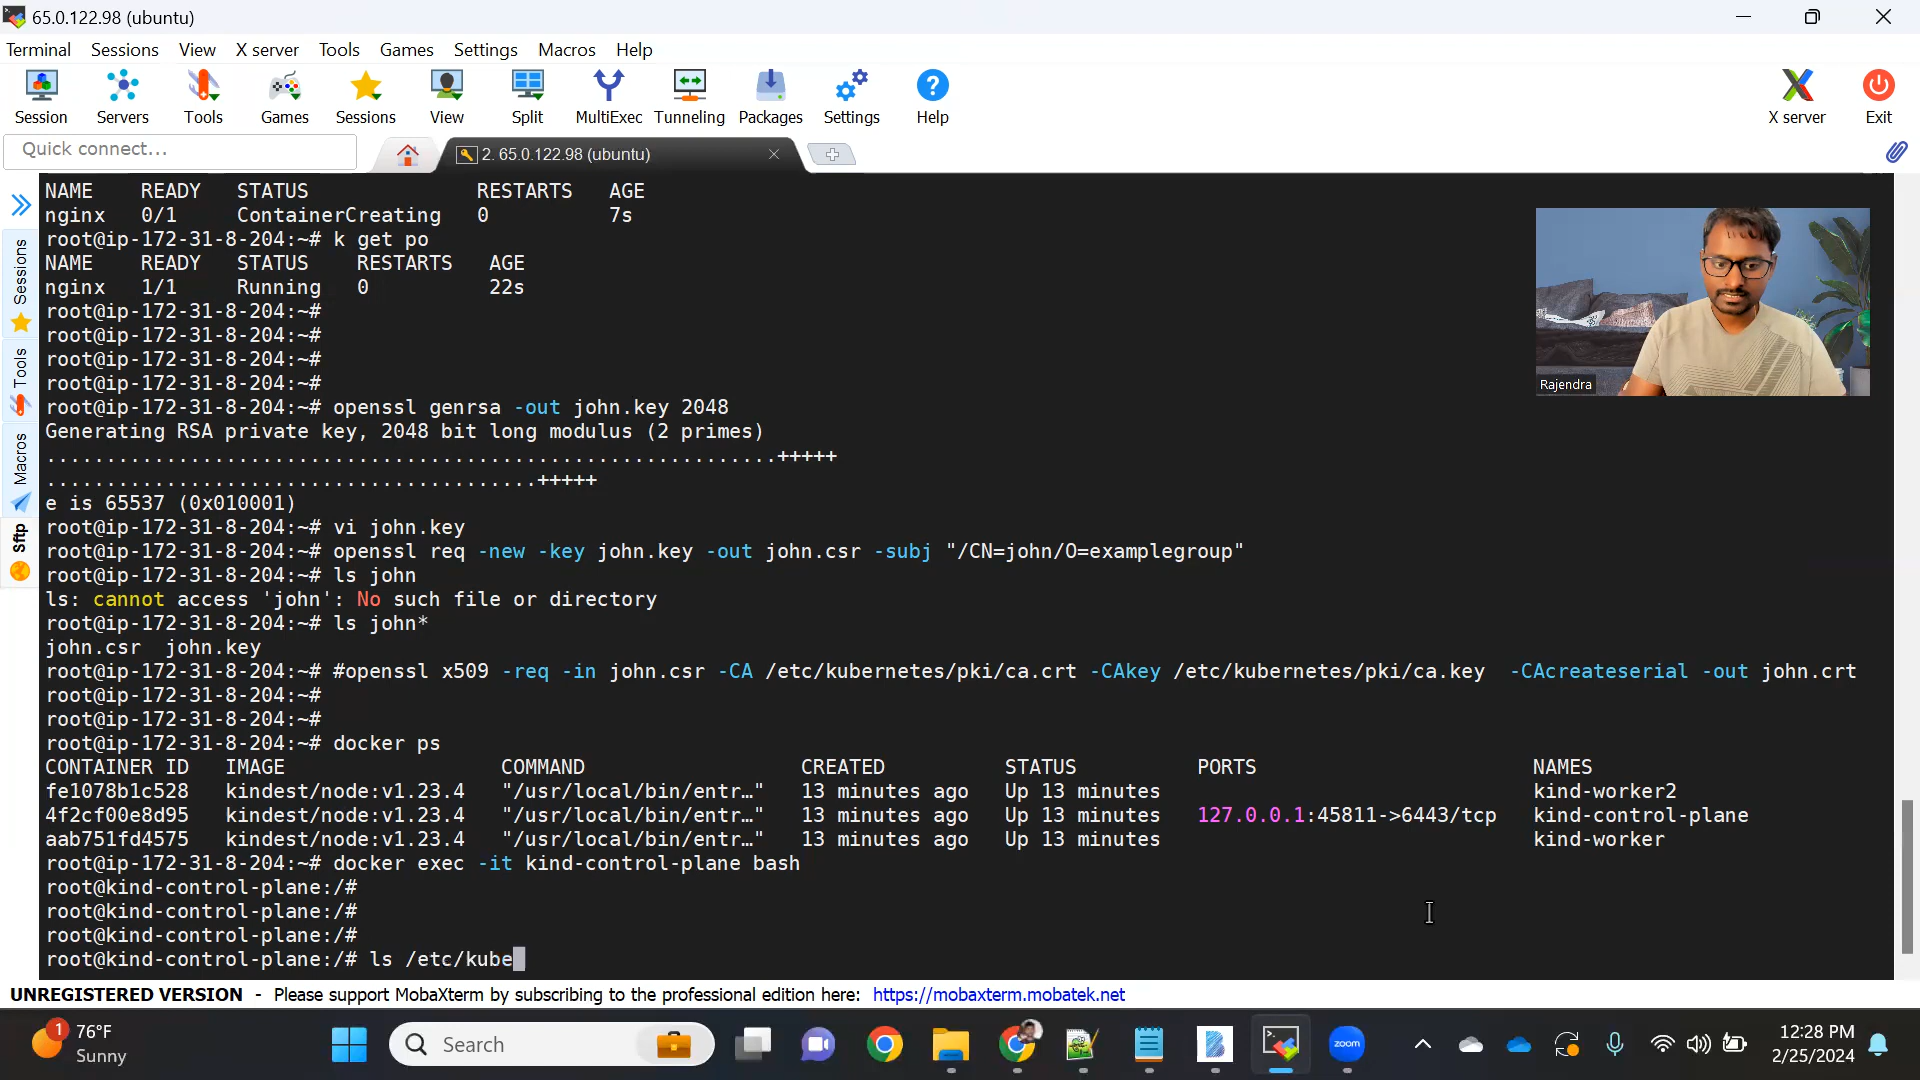 65.0.122.98 (ubuntu)
Terminal Sessions View X server Tools Games Settings Macros Help
Session Servers Tools Games Sessions View Split MultiExec Tunneling Packages Settings Help X server Exit
Quick connect...
2. 65.0.122.98 (ubuntu)
Sessions
Tools
Macros
Sftp
NAME READY STATUS RESTARTS AGE
nginx 0/1 ContainerCreating 0 7s
root@ip-172-31-8-204:~# k get po
NAME READY STATUS RESTARTS AGE
nginx 1/1 Running 0 22s
root@ip-172-31-8-204:~#
root@ip-172-31-8-204:~#
root@ip-172-31-8-204:~#
root@ip-172-31-8-204:~#
root@ip-172-31-8-204:~# openssl genrsa -out john.key 2048
Generating RSA private key, 2048 bit long modulus (2 primes)
.............................................................+++++
.........................................+++++
e is 65537 (0x010001)
root@ip-172-31-8-204:~# vi john.key
root@ip-172-31-8-204:~# openssl req -new -key john.key -out john.csr -subj "/CN=john/O=examplegroup"
root@ip-172-31-8-204:~# ls john
ls: cannot access 'john': No such file or directory
root@ip-172-31-8-204:~# ls john*
john.csr john.key
root@ip-172-31-8-204:~# #openssl x509 -req -in john.csr -CA /etc/kubernetes/pki/ca.crt -CAkey /etc/kubernetes/pki/ca.key -CAcreateserial -out john.crt
root@ip-172-31-8-204:~#
root@ip-172-31-8-204:~#
root@ip-172-31-8-204:~# docker ps
CONTAINER ID IMAGE COMMAND CREATED STATUS PORTS NAMES
fe1078b1c528 kindest/node:v1.23.4 "/usr/local/bin/entr…" 13 minutes ago Up 13 minutes kind-worker2
4f2cf00e8d95 kindest/node:v1.23.4 "/usr/local/bin/entr…" 13 minutes ago Up 13 minutes 127.0.0.1:45811->6443/tcp kind-control-plane
aab751fd4575 kindest/node:v1.23.4 "/usr/local/bin/entr…" 13 minutes ago Up 13 minutes kind-worker
root@ip-172-31-8-204:~# docker exec -it kind-control-plane bash
root@kind-control-plane:/#
root@kind-control-plane:/#
root@kind-control-plane:/#
root@kind-control-plane:/# ls /etc/kube
Rajendra
UNREGISTERED VERSION - Please support MobaXterm by subscribing to the professional edition here: https://mobaxterm.mobatek.net
1
76°F
Sunny
Search
zoom
12:28 PM
2/25/2024